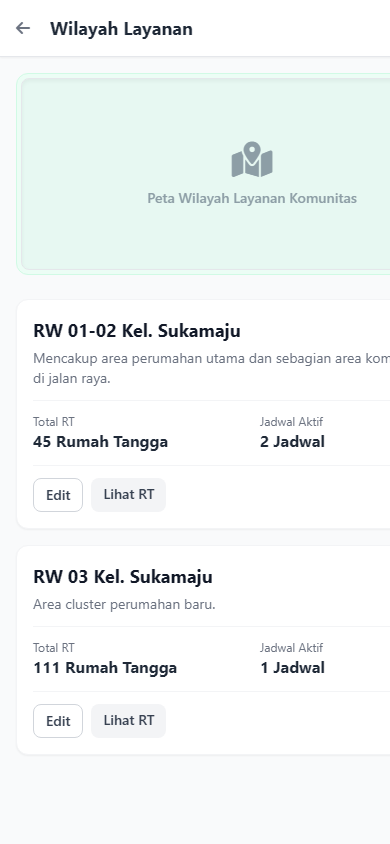 Wilayah Layanan
Peta Wilayah Layanan Komunitas
RW 01-02 Kel. Sukamaju
Mencakup area perumahan utama dan sebagian area
di jalan raya.
Total RT
Jadwal Aktif
45 Rumah Tangga
2 Jadwal
Edit
Lihat RT
RW 03 Kel. Sukamaju
Area cluster perumahan baru.
Total RT
Jadwal Aktif
111 Rumah Tangga
1 Jadwal
Edit
Lihat RT